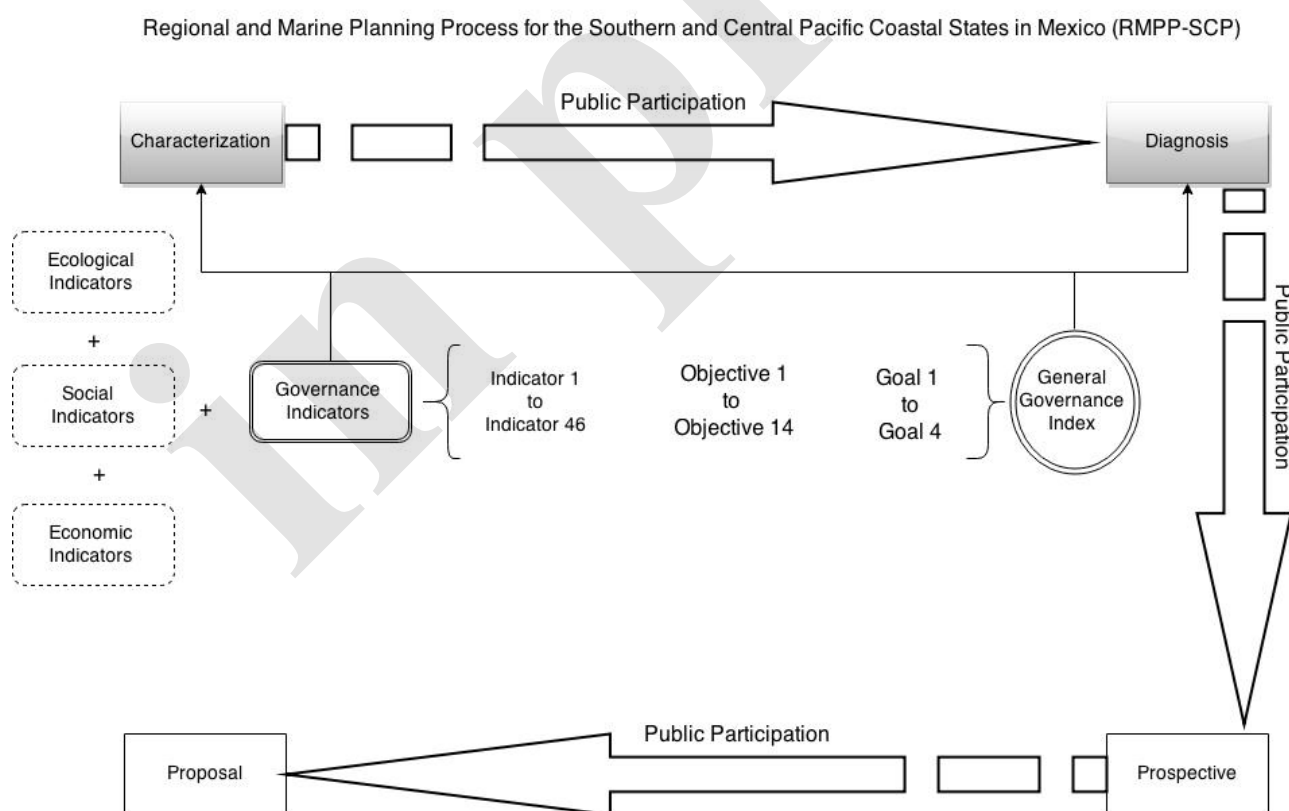 Regional and Marine Planning Process for the Southern and Central Pacific Coastal States in Mexico (RMPP-SCP)
Public Participation
Characterization
Diagnosis
Ecological
Indicators
+
Social
Indicators
+
Economic
Indicators
+
Governance
Indicators
Indicator 1
to
Indicator 46
Objective 1
to
Objective 14
Goal 1
to
Goal 4
General
Governance
Index
Public Participation
Public Participation
Proposal
Prospective
in pr